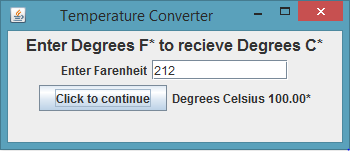 Temperature Converter
Enter Degrees F* to recieve Degrees C*
Enter Farenheit 212
Click to continue Degrees Celsius 100.00*